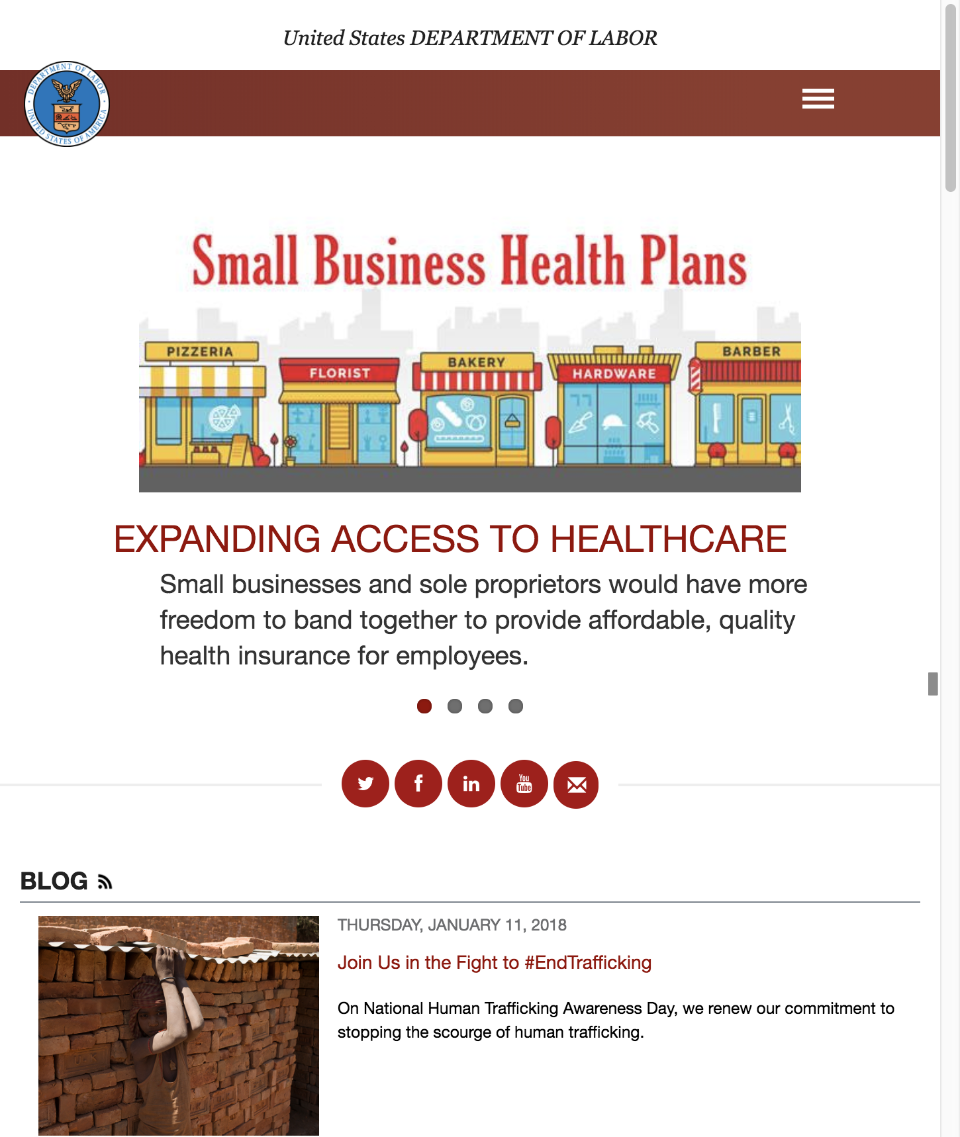 United States DEPARTMENT OF LABOR
DEPARTMENT OF LABOR
UNITED STATES OF AMERICA
Small Business Health Plans
PIZZERIA
FLORIST
BAKERY
HARDWARE
BARBER
EXPANDING ACCESS TO HEALTHCARE
Small businesses and sole proprietors would have more
freedom to band together to provide affordable, quality
health insurance for employees.
You
Tube
BLOG
THURSDAY, JANUARY 11, 2018
Join Us in the Fight to #EndTrafficking
On National Human Trafficking Awareness Day, we renew our commitment to
stopping the scourge of human trafficking.